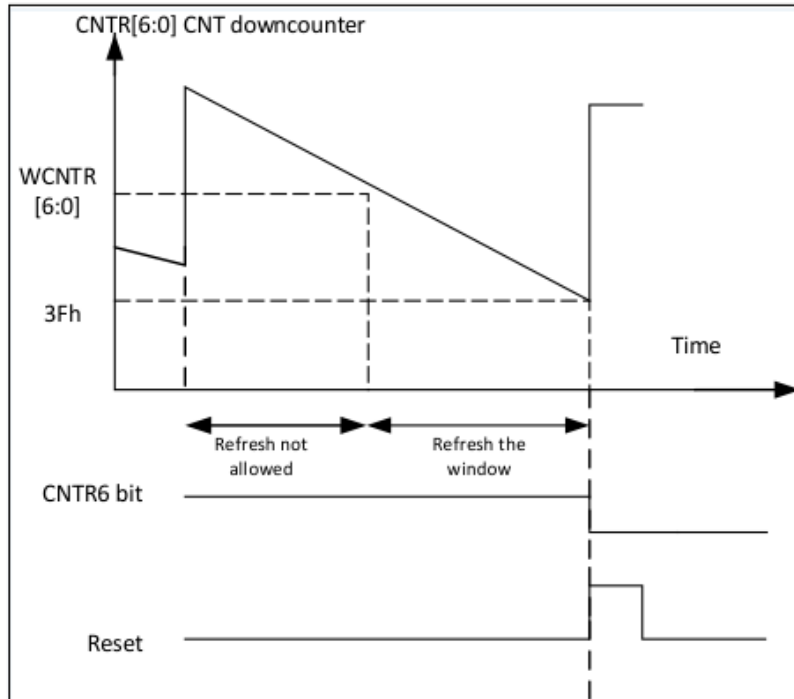 CNTR[6:0] CNT downcounter
WCNTR
[6:0]
3Fh
Time
Refresh not
allowed
Refresh the
window
CNTR6 bit
Reset